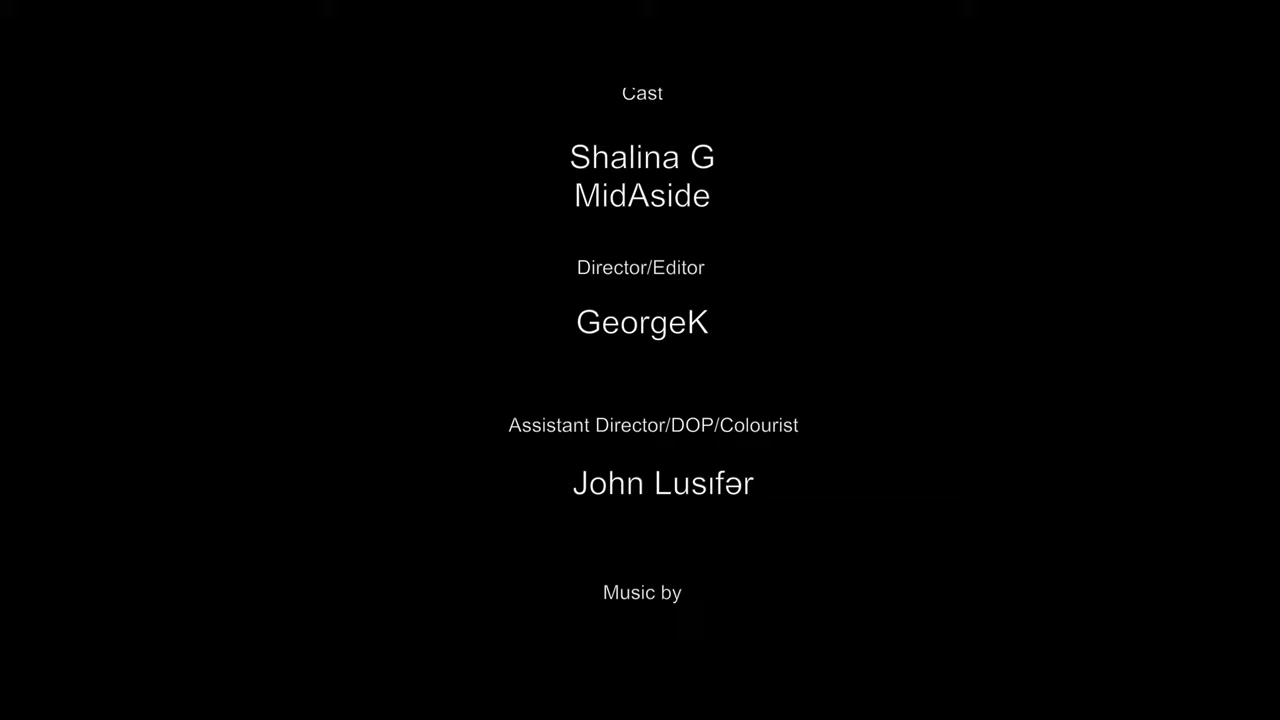 Cast
Shalina G
MidAside
Director/Editor
GeorgeK
Assistant Director/DOP/Colourist
John Lusıfər
Music by